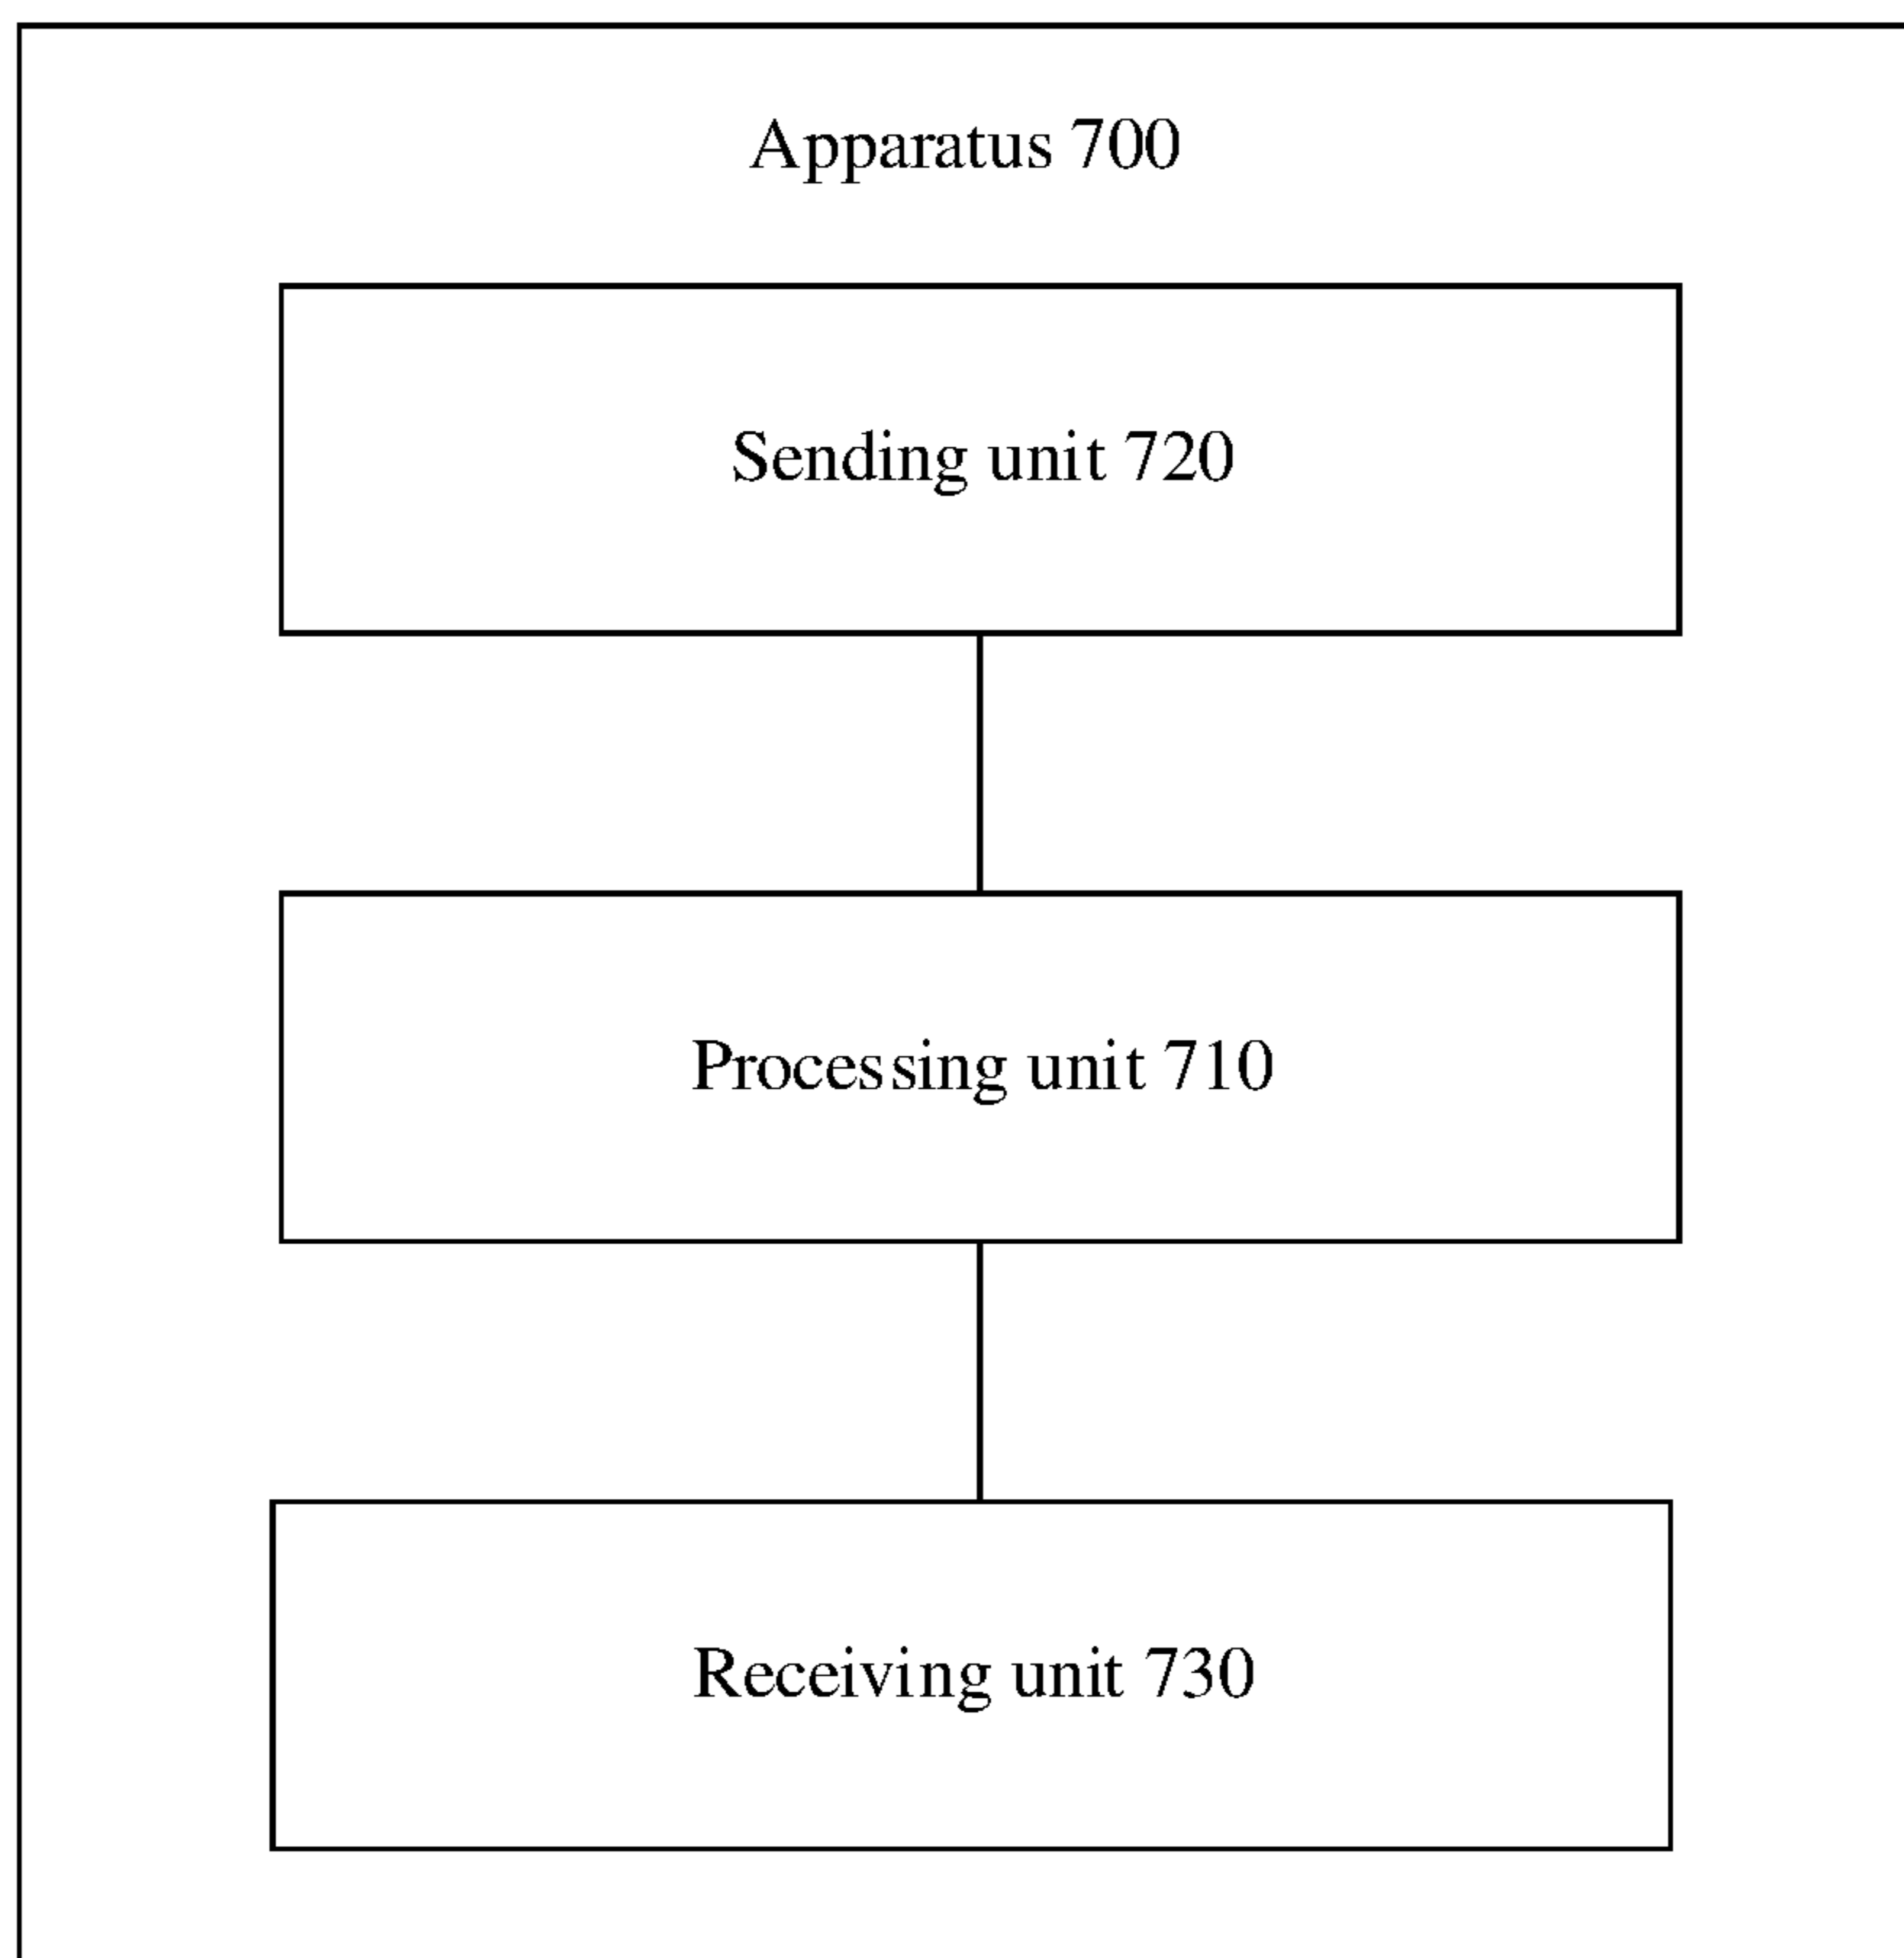 Apparatus 700
Sending unit 720
Processing unit 710
Receiving unit 730